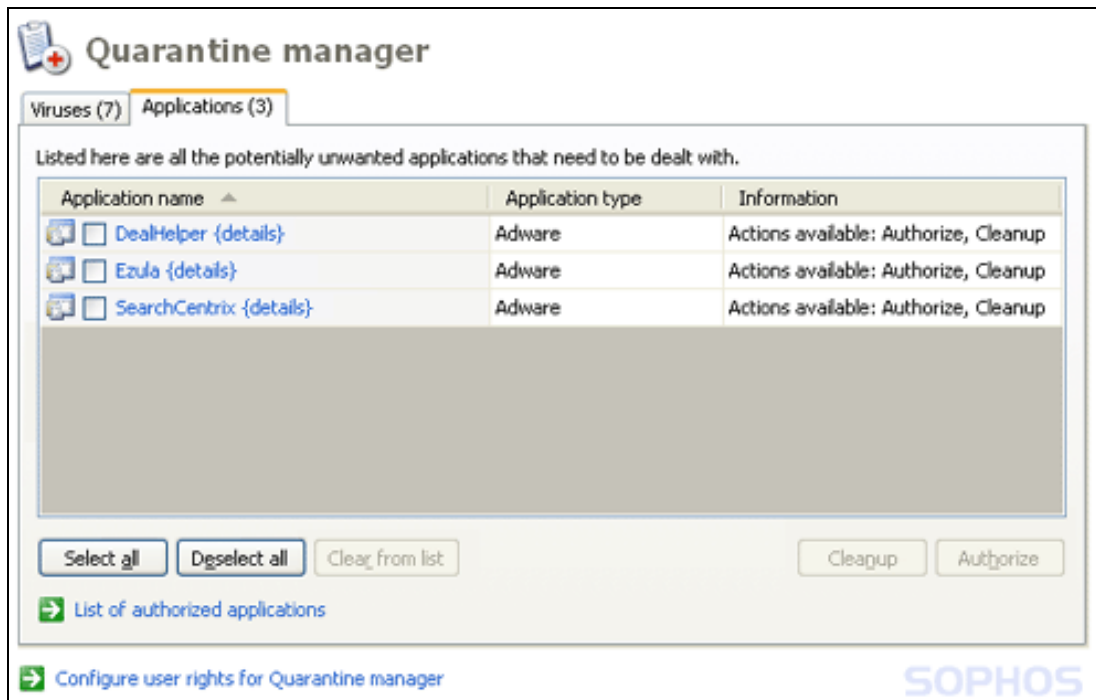 Quarantine manager
Viruses (7) Applications (3)
Listed here are all the potentially unwanted applications that need to be dealt with.
Application name Application type Information
DealHelper {details} Adware Actions available: Authorize, Cleanup
Ezula {details} Adware Actions available: Authorize, Cleanup
SearchCentrix {details} Adware Actions available: Authorize, Cleanup
Select all Deselect all Clear from list Cleanup Authorize
List of authorized applications
Configure user rights for Quarantine manager SOPHOS